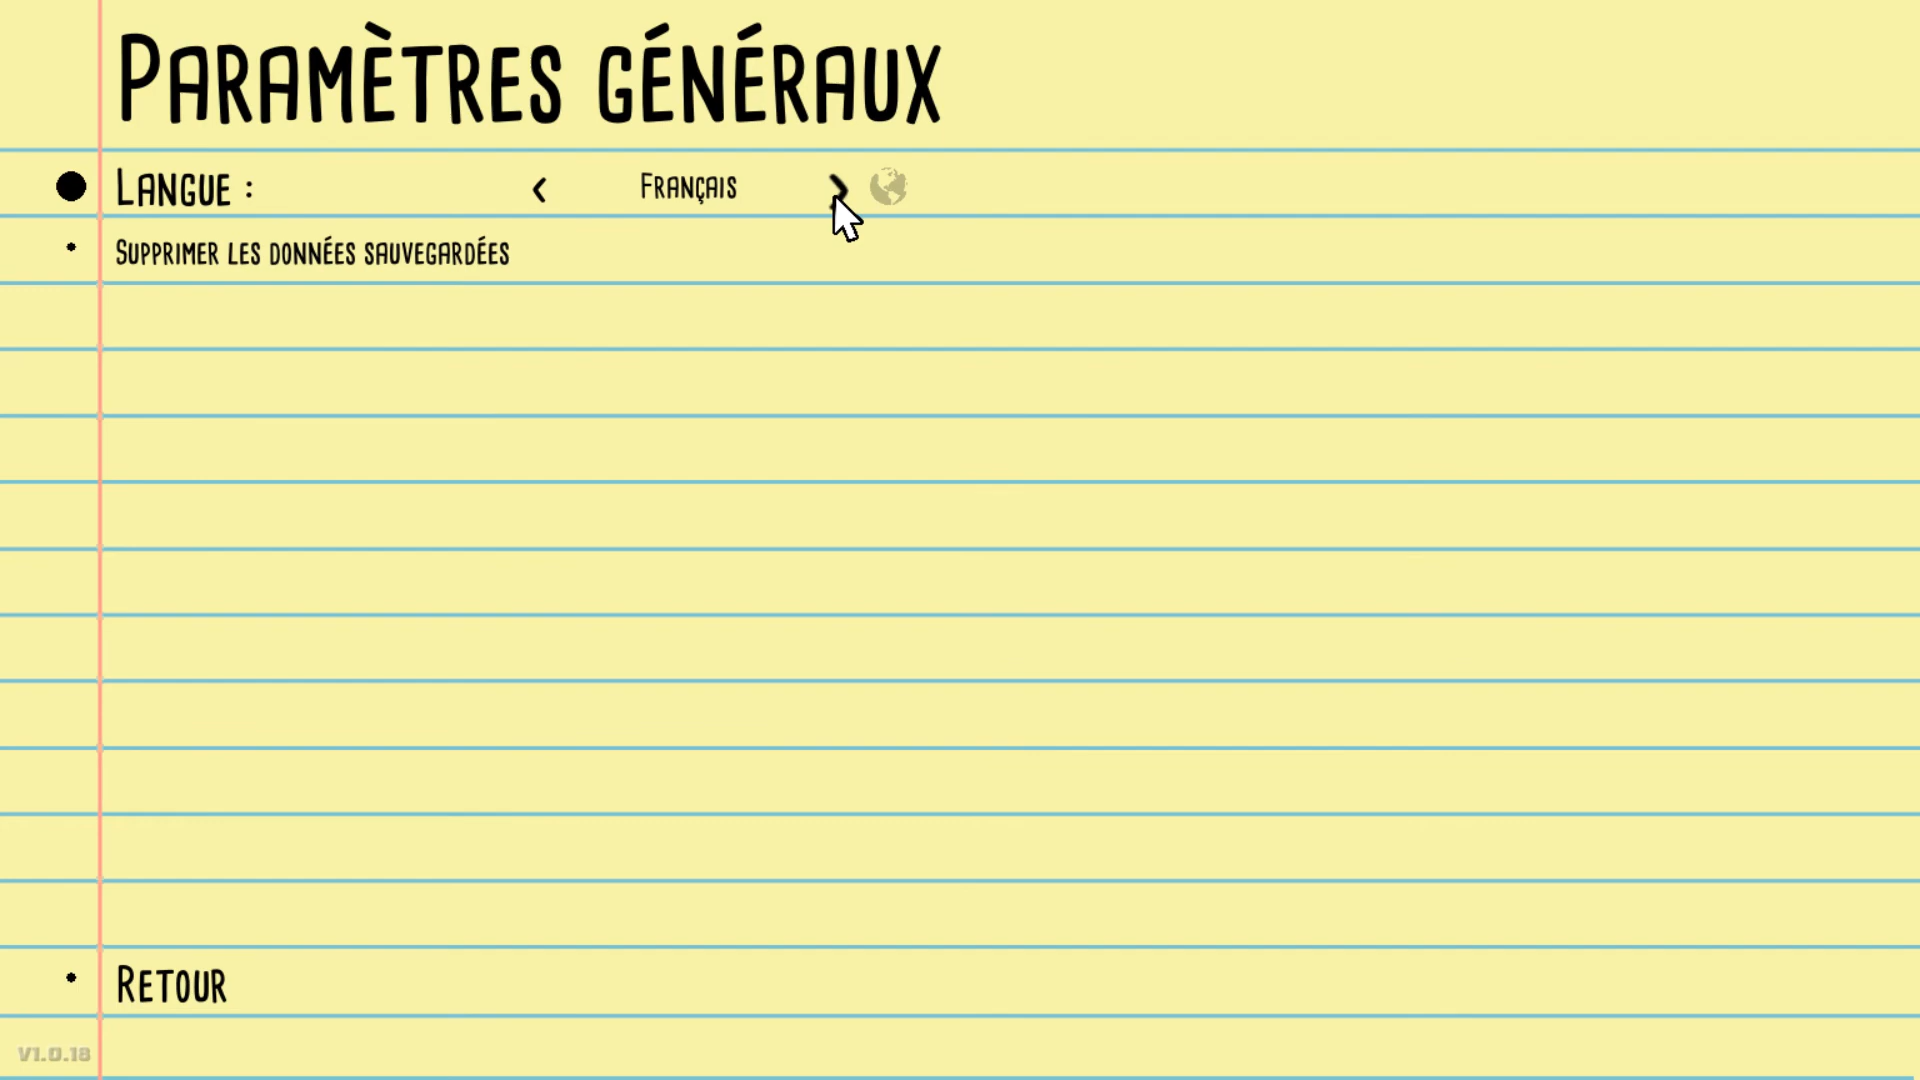 Paramètres généraux
Langue : < Français >
Supprimer les données sauvegardées
Retour
V1.0.18